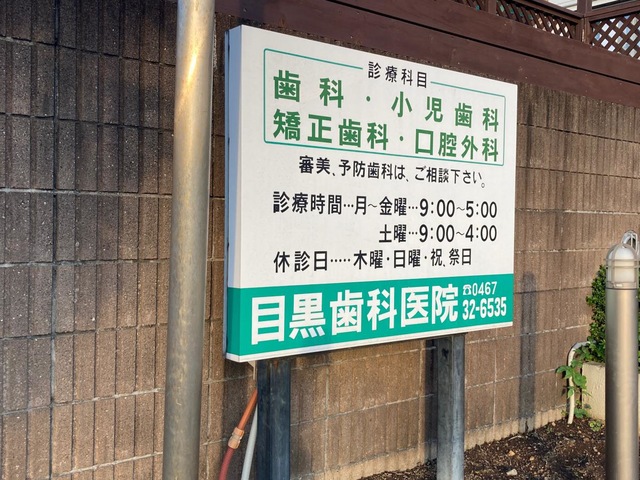 診療科目
歯科・小児歯科
矯正歯科・口腔外科
審美、予防歯科は、ご相談下さい。
診療時間…月～金曜…9:00～5:00
土曜…9:00～4:00
休診日……木曜・日曜・祝、祭日
目黒歯科医院 ☎0467
32-6535